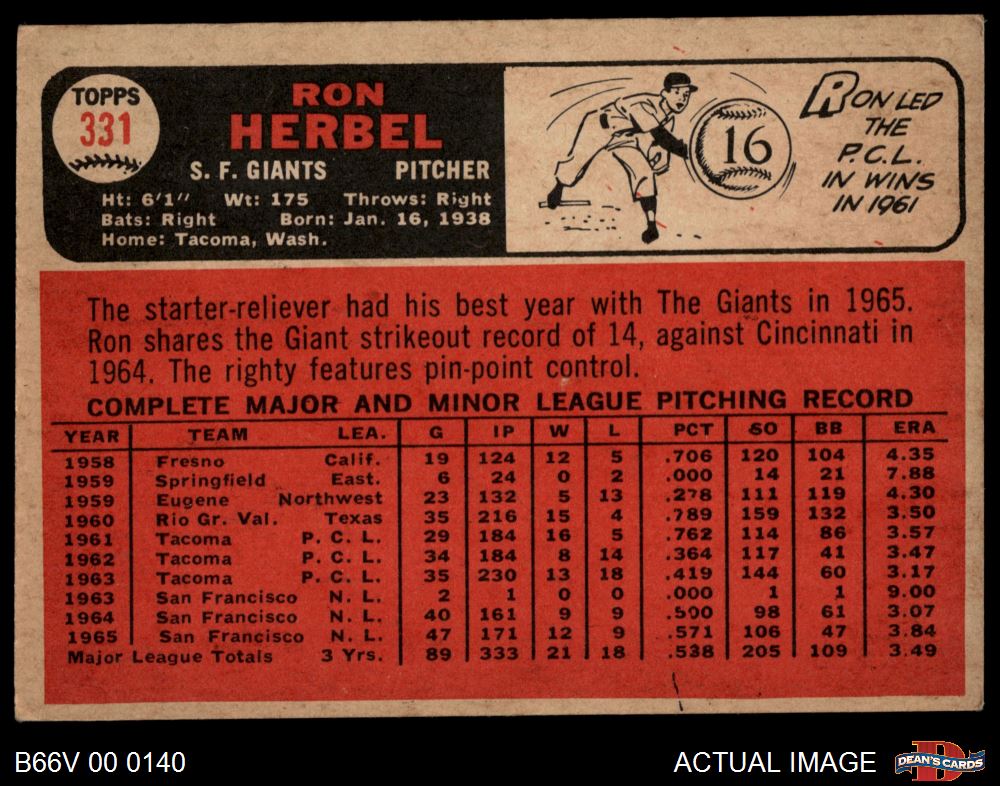 TOPPS
331
RON
HERBEL
S. F. GIANTS PITCHER
Ht: 6'1" Wt: 175 Throws: Right
Bats: Right Born: Jan. 16, 1938
Home: Tacoma, Wash.
16
RON LED
THE
P.C.L.
IN WINS
IN 1961
The starter-reliever had his best year with The Giants in 1965.
Ron shares the Giant strikeout record of 14, against Cincinnati in
1964. The righty features pin-point control.
COMPLETE MAJOR AND MINOR LEAGUE PITCHING RECORD
YEAR TEAM LEA. G IP W L PCT SO BB ERA
1958 Fresno Calif. 19 124 12 5 .706 120 104 4.35
1959 Springfield East. 6 24 0 2 .000 14 21 7.88
1959 Eugene Northwest 23 132 5 13 .278 111 119 4.30
1960 Rio Gr. Val. Texas 35 216 15 4 .789 159 132 3.50
1961 Tacoma P. C. L. 29 184 16 5 .762 114 86 3.57
1962 Tacoma P. C. L. 34 184 8 14 .364 117 41 3.47
1963 Tacoma P. C. L. 35 230 13 18 .419 144 60 3.17
1963 San Francisco N. L. 2 1 0 0 .000 1 1 9.00
1964 San Francisco N. L. 40 161 9 9 .500 98 61 3.07
1965 San Francisco N. L. 47 171 12 9 .571 106 47 3.84
Major League Totals 3 Yrs. 89 333 21 18 .538 205 109 3.49
B66V 00 0140 ACTUAL IMAGE
DEAN'S CARDS